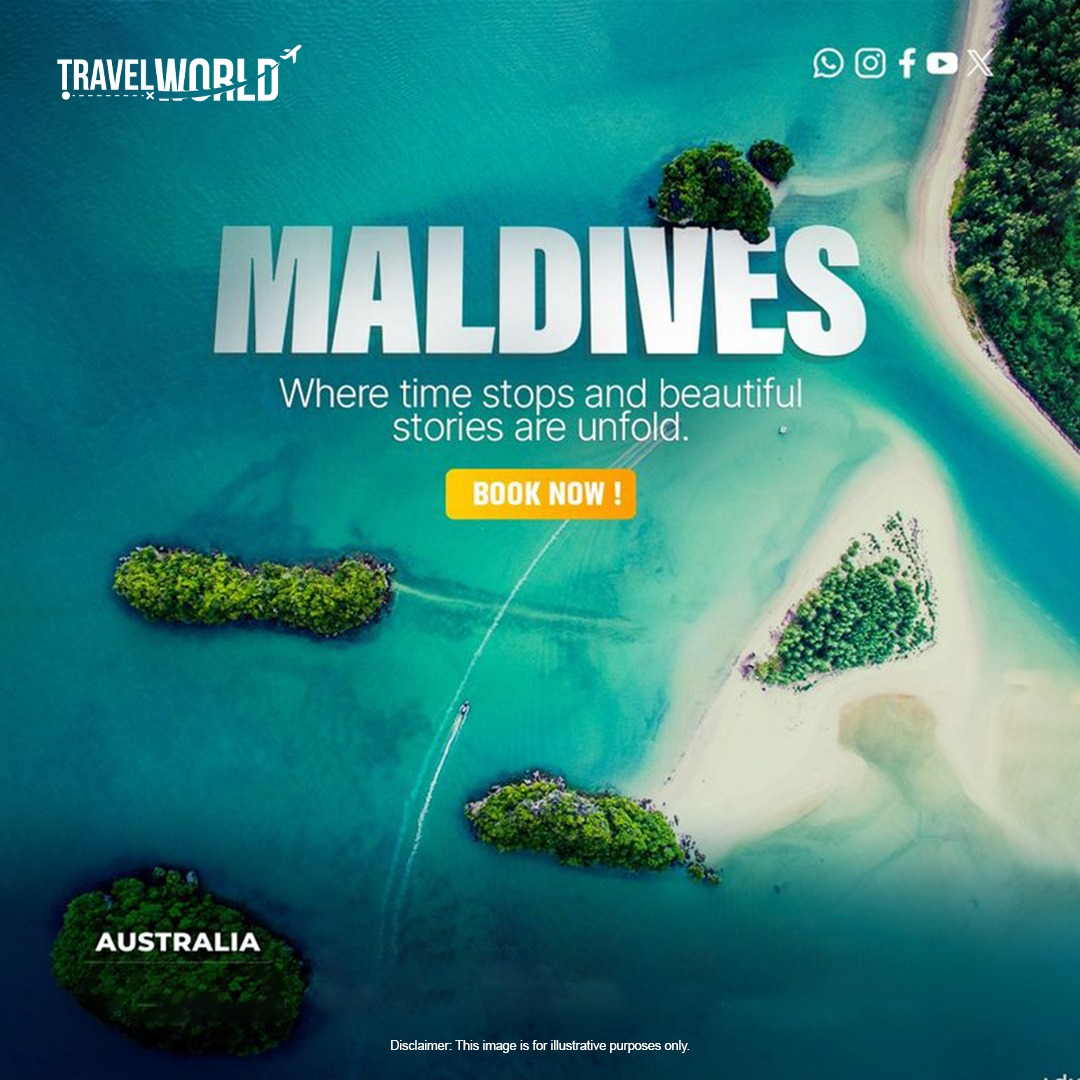 TRAVELWORLD
MALDIVES
Where time stops and beautiful
stories are unfold.
BOOK NOW !
AUSTRALIA
Disclaimer: This image is for illustrative purposes only.